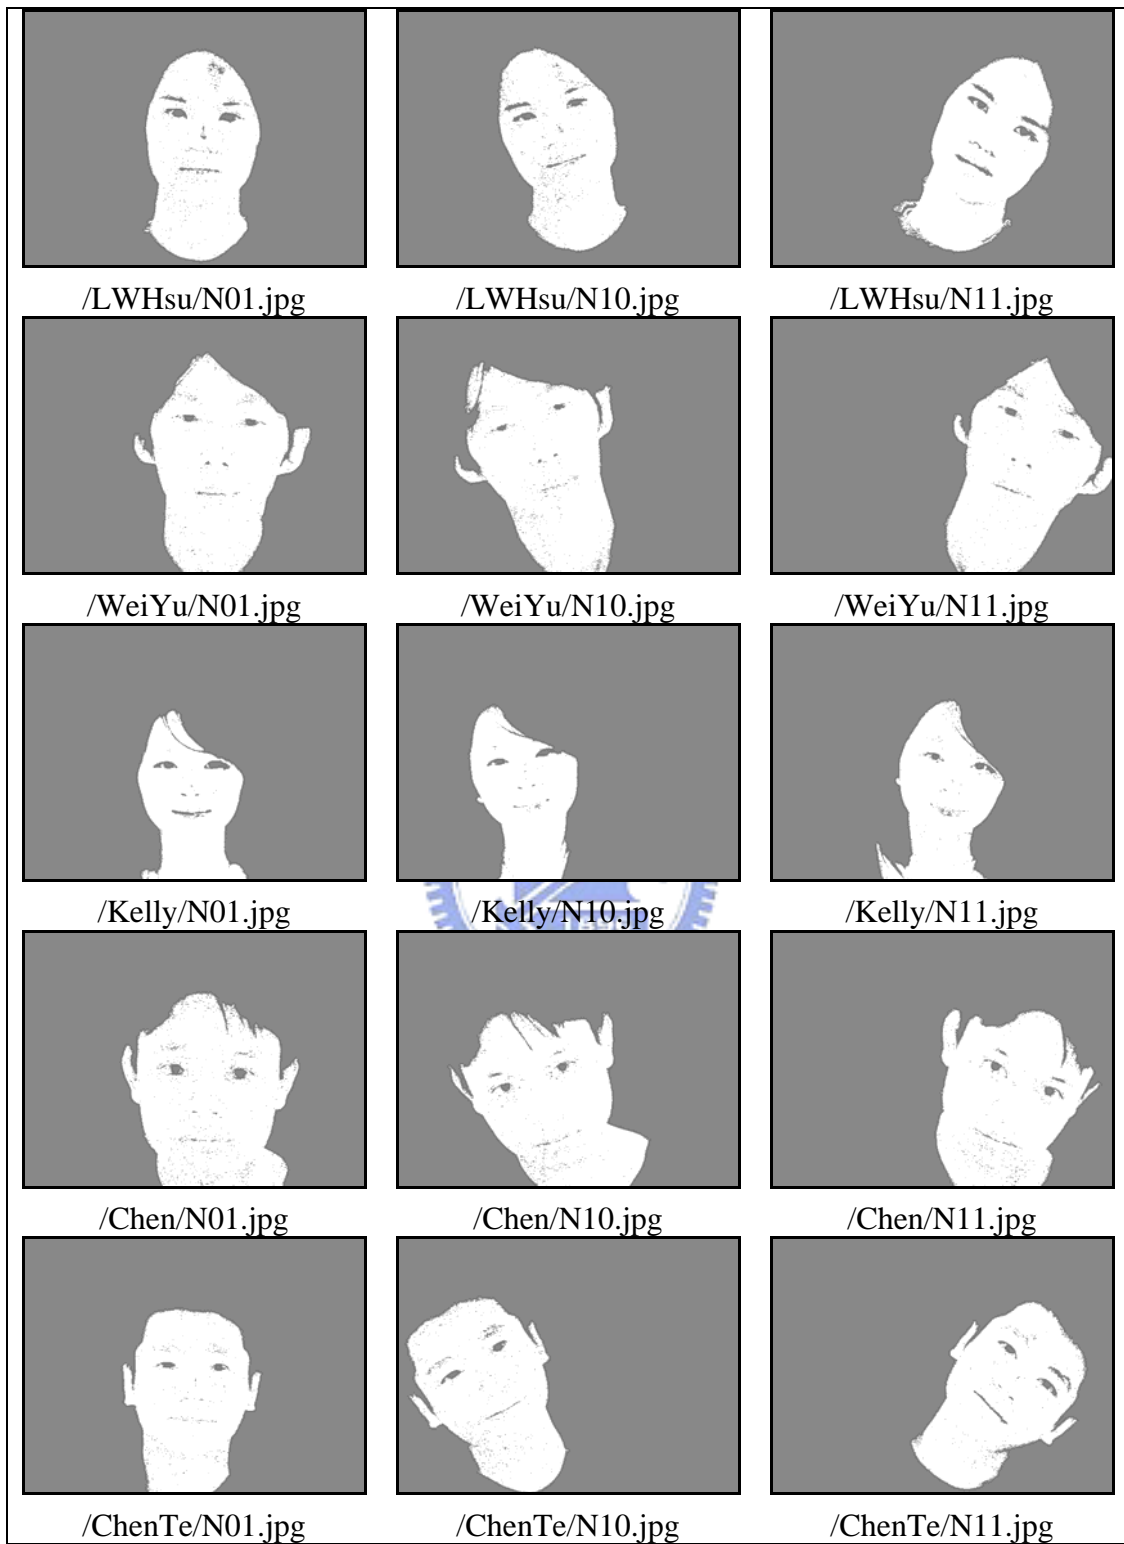 /LWHsu/N01.jpg /LWHsu/N10.jpg /LWHsu/N11.jpg
/WeiYu/N01.jpg /WeiYu/N10.jpg /WeiYu/N11.jpg
/Kelly/N01.jpg /Kelly/N10.jpg /Kelly/N11.jpg
/Chen/N01.jpg /Chen/N10.jpg /Chen/N11.jpg
/ChenTe/N01.jpg /ChenTe/N10.jpg /ChenTe/N11.jpg